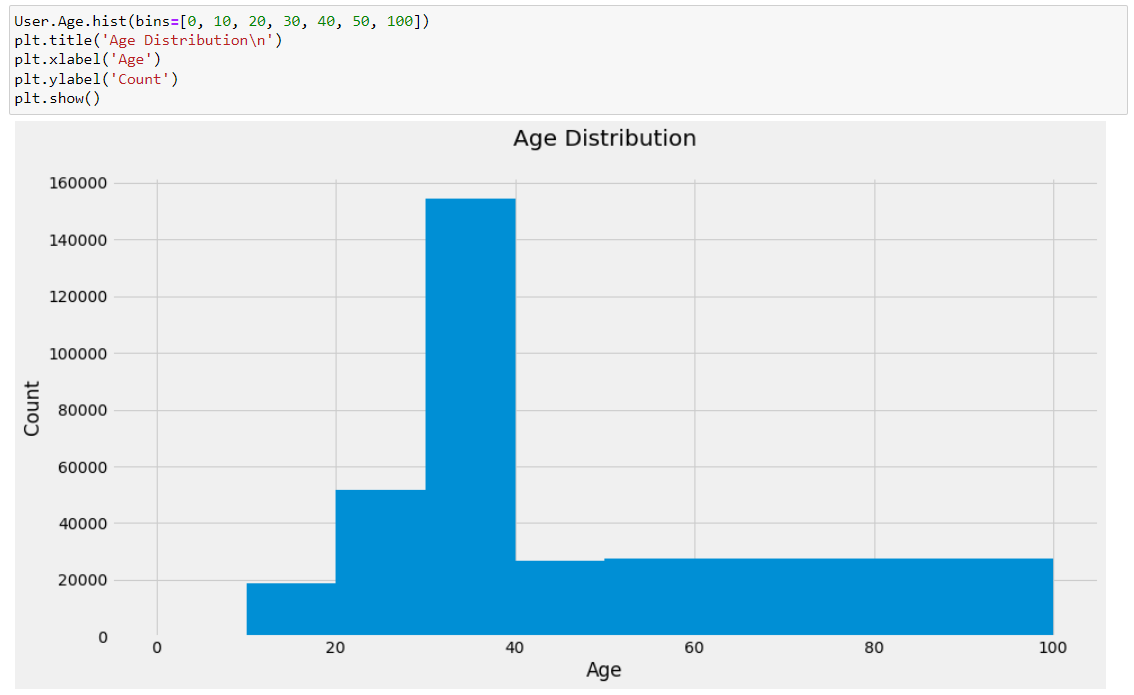 User.Age.hist(bins=[0, 10, 20, 30, 40, 50, 100])
plt.title('Age Distribution\n')
plt.xlabel('Age')
plt.ylabel('Count')
plt.show()
Age Distribution
160000
140000
120000
100000
80000
60000
40000
20000
0
Count
0 20 40 60 80 100
Age